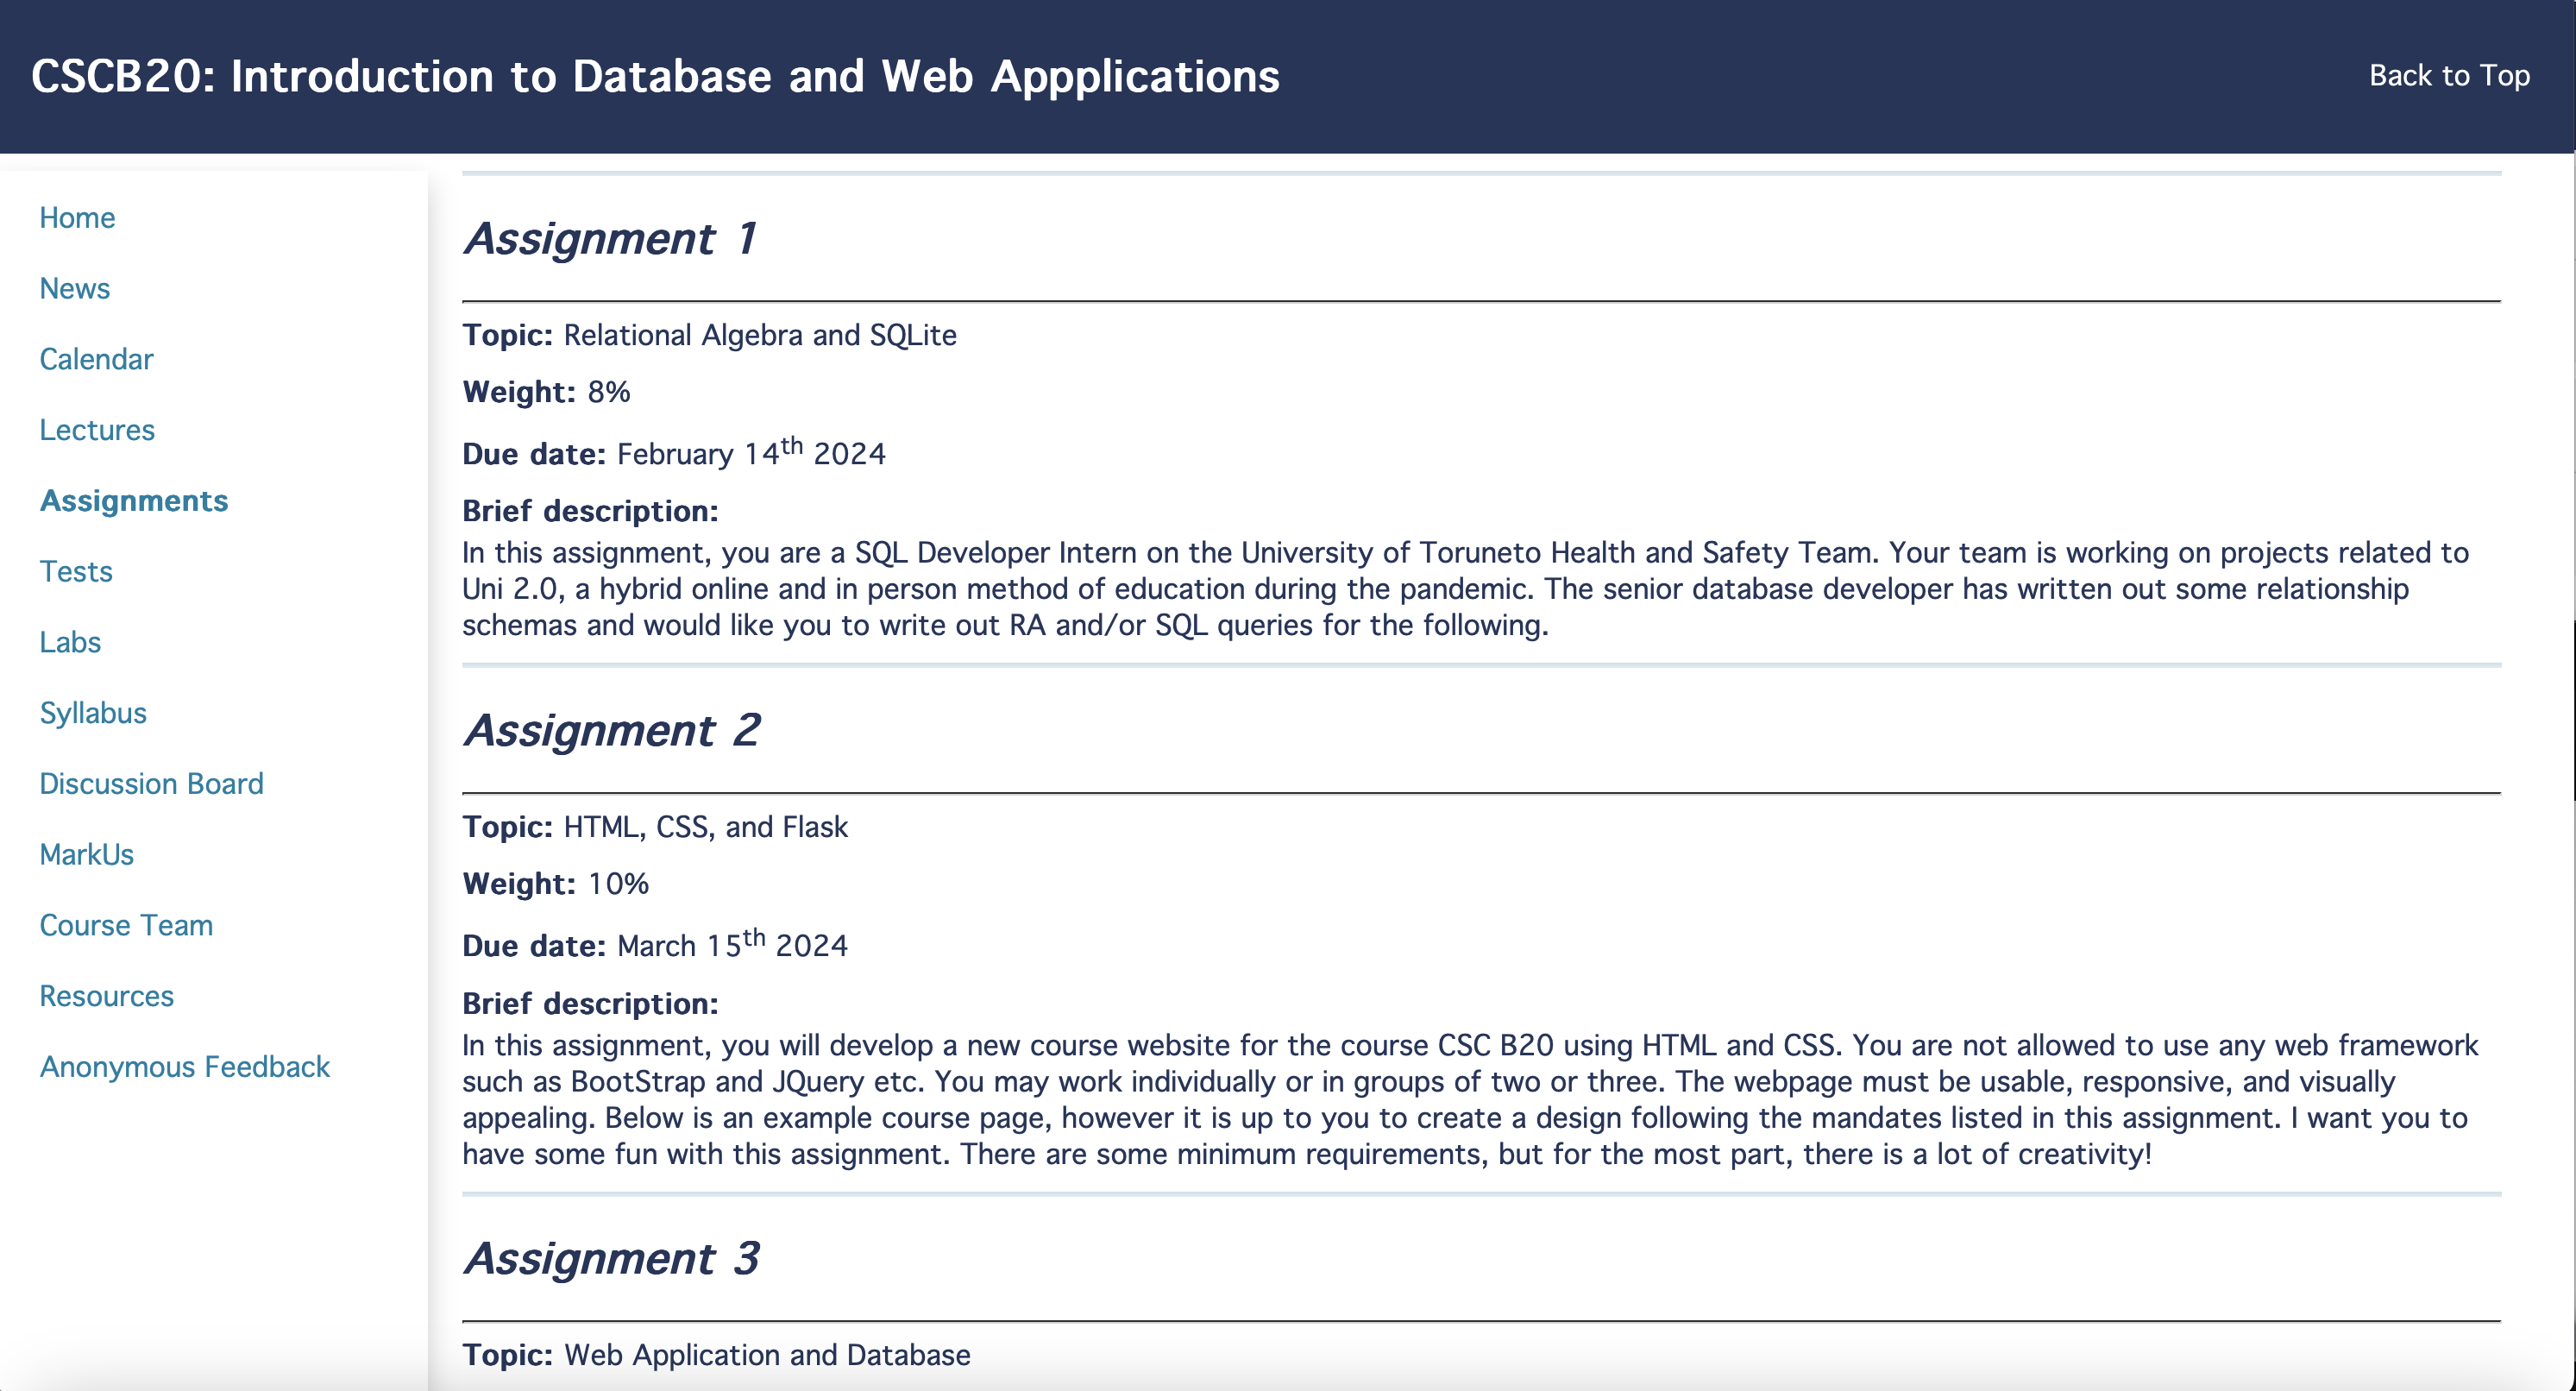 CSCB20: Introduction to Database and Web Appplications
Back to Top
Home
News
Calendar
Lectures
Assignments
Tests
Labs
Syllabus
Discussion Board
MarkUs
Course Team
Resources
Anonymous Feedback
Assignment 1
Topic: Relational Algebra and SQLite
Weight: 8%
Due date: February 14th 2024
Brief description:
In this assignment, you are a SQL Developer Intern on the University of Toruneto Health and Safety Team. Your team is working on projects related to
Uni 2.0, a hybrid online and in person method of education during the pandemic. The senior database developer has written out some relationship
schemas and would like you to write out RA and/or SQL queries for the following.
Assignment 2
Topic: HTML, CSS, and Flask
Weight: 10%
Due date: March 15th 2024
Brief description:
In this assignment, you will develop a new course website for the course CSC B20 using HTML and CSS. You are not allowed to use any web framework
such as BootStrap and JQuery etc. You may work individually or in groups of two or three. The webpage must be usable, responsive, and visually
appealing. Below is an example course page, however it is up to you to create a design following the mandates listed in this assignment. I want you to
have some fun with this assignment. There are some minimum requirements, but for the most part, there is a lot of creativity!
Assignment 3
Topic: Web Application and Database